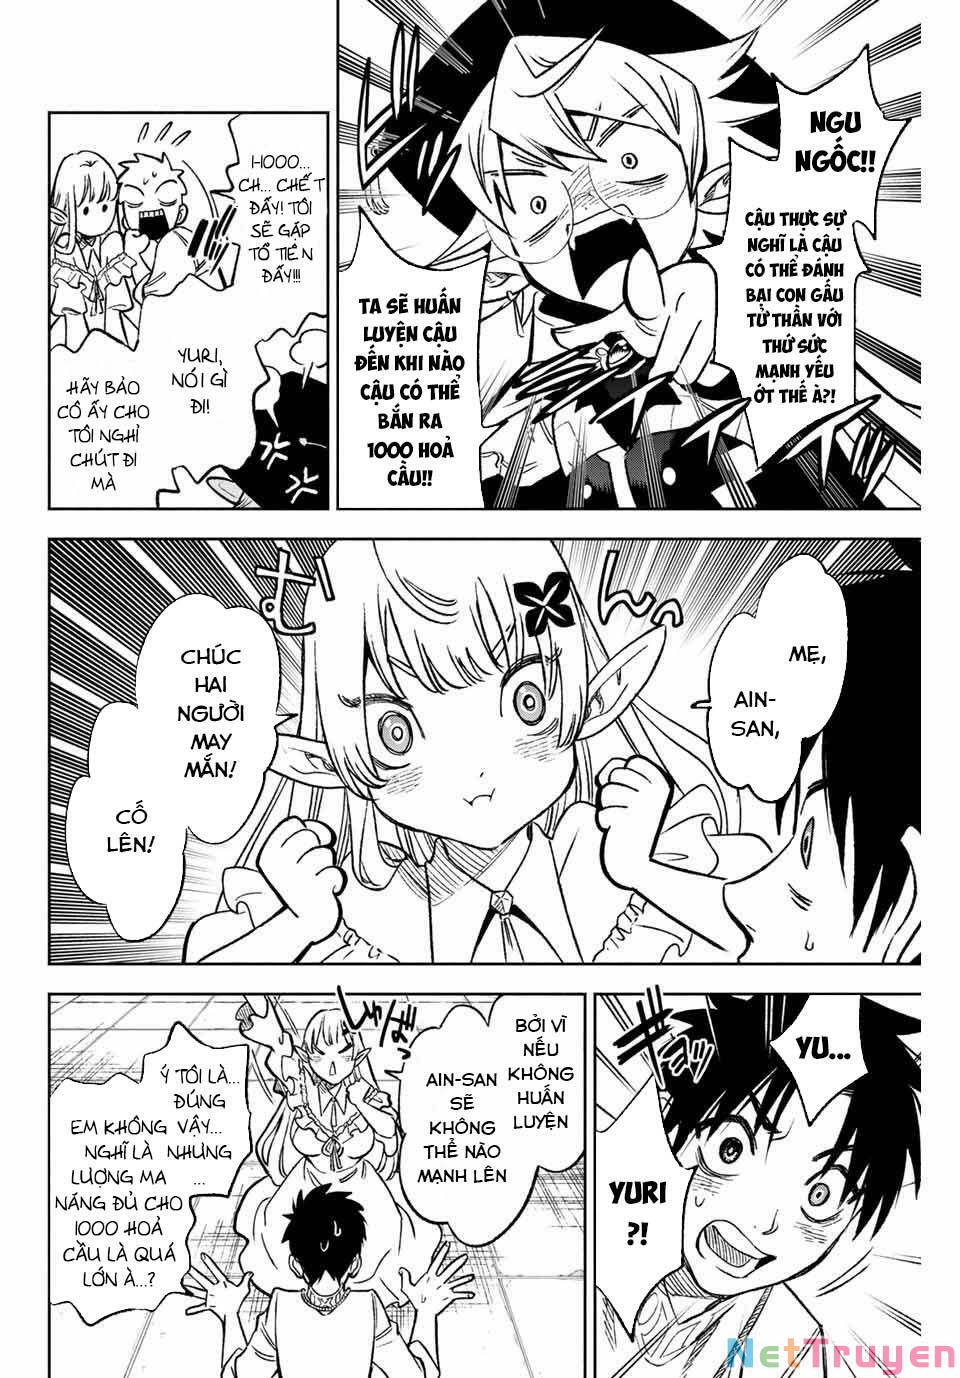 NGU
NGỐC!!
CẬU THỰC SỰ
NGHĨ LÀ CẬU
CÓ THỂ ĐÁNH
BẠI CON GẤU
TỬ THẦN VỚI
THỨ SỨC
MẠNH YẾU
ỚT THẾ À?!
TA SẼ HUẤN
LUYỆN CẬU
ĐẾN KHI NÀO
CẬU CÓ THỂ
BẮN RA
1000 HOẢ
CẦU!!
HOOO...
CH... CHẾT
ĐẤY! TÔI
SẼ GẶP
TỔ TIÊN
ĐẤY!!!
YURI,
NÓI GÌ
ĐI!
HÃY BẢO
CÔ ẤY CHO
TÔI NGHỈ
CHÚT ĐI
MÀ
MẸ,
AIN-
SAN,
むんっ
CHÚC
HAI
NGƯỜI
MAY
MẮN!
CỐ
LÊN!
YU...
YURI
?!
BỞI VÌ
NẾU
KHÔNG
HUẤN
LUYỆN
AIN-SAN
SẼ
KHÔNG
THỂ NÀO
MẠNH LÊN
Ý TÔI LÀ...
ĐÚNG
EM KHÔNG VẬY...
NGHĨ LÀ NHƯNG
LƯỢNG MA
NĂNG ĐỦ CHO
1000 HOẢ
CẦU LÀ QUÁ
LỚN À...?
NetTruyen